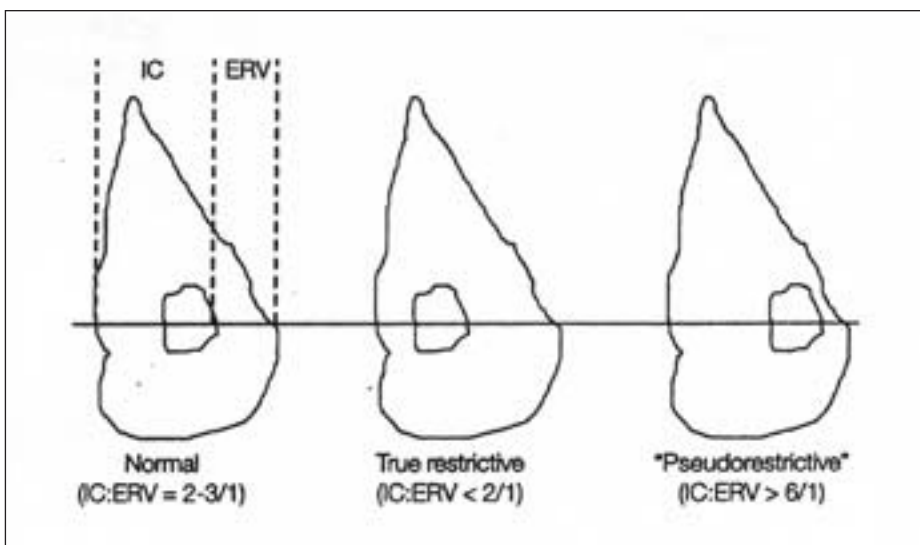 IC ERV
Normal True restrictive "Pseudorestrictive"
(IC:ERV = 2-3/1) (IC:ERV < 2/1) (IC:ERV > 6/1)